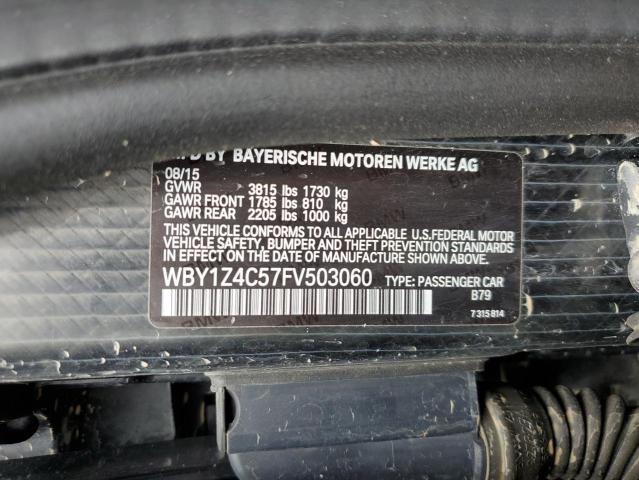 BY BAYERISCHE MOTOREN WERKE AG
08/15
GVWR 3815 lbs 1730 kg
GAWR FRONT 1785 lbs 810 kg
GAWR REAR 2205 lbs 1000 kg
THIS VEHICLE CONFORMS TO ALL APPLICABLE U.S.FEDERAL MOTOR
VEHICLE SAFETY, BUMPER AND THEFT PREVENTION STANDARDS
IN EFFECT ON THE DATE OF MANUFACTURE SHOWN ABOVE.
WBY1Z4C57FV503060 TYPE: PASSENGER CAR
B79
7 315 814